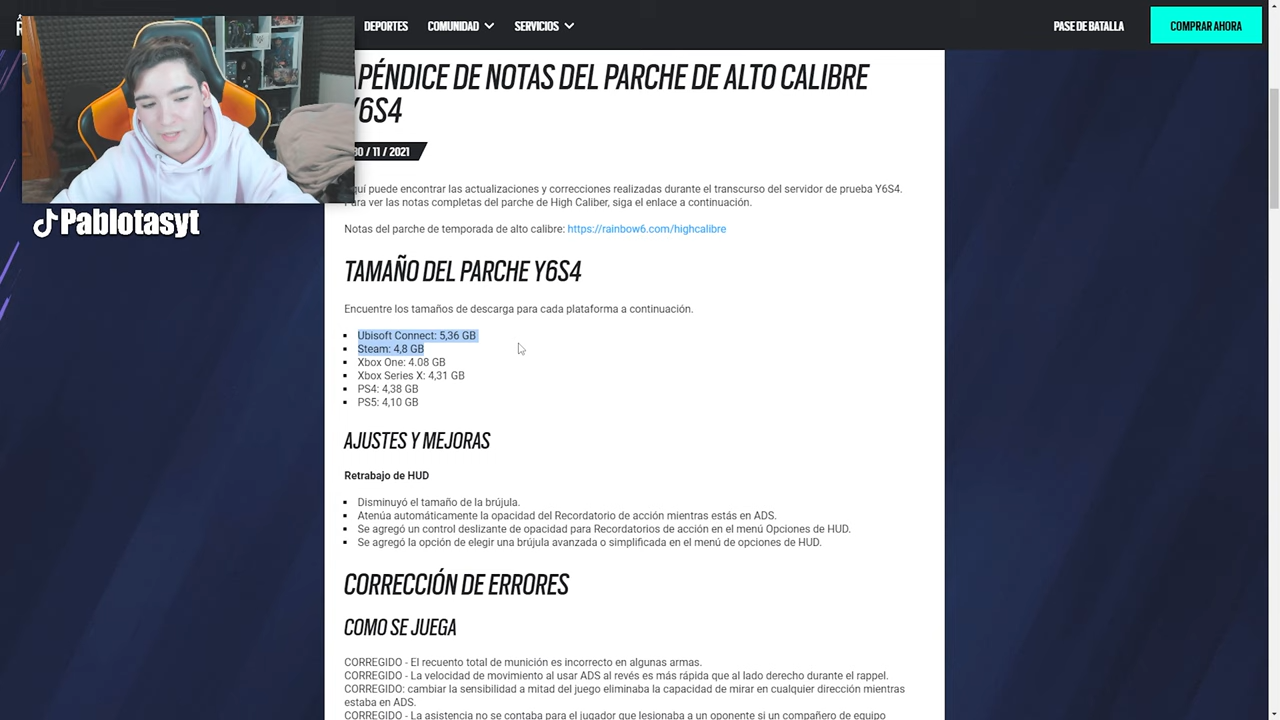 DEPORTES
COMUNIDAD
SERVICIOS
PASE DE BATALLA
COMPRAR AHORA
APÉNDICE DE NOTAS DEL PARCHE DE ALTO CALIBRE
Y6S4
30 / 11 / 2021
Pablotasyt
Aquí puede encontrar las actualizaciones y correcciones realizadas durante el transcurso del servidor de prueba Y6S4.
Para ver las notas completas del parche de High Caliber, siga el enlace a continuación.
Notas del parche de temporada de alto calibre: https://rainbow6.com/highcalibre
TAMAÑO DEL PARCHE Y6S4
Encuentre los tamaños de descarga para cada plataforma a continuación.
Ubisoft Connect: 5,36 GB
Steam: 4,8 GB
Xbox One: 4.08 GB
Xbox Series X: 4,31 GB
PS4: 4,38 GB
PS5: 4,10 GB
AJUSTES Y MEJORAS
Retrabajo de HUD
Disminuyó el tamaño de la brújula.
Atenúa automáticamente la opacidad del Recordatorio de acción mientras estás en ADS.
Se agregó un control deslizante de opacidad para Recordatorios de acción en el menú Opciones de HUD.
Se agregó la opción de elegir una brújula avanzada o simplificada en el menú de opciones de HUD.
CORRECCIÓN DE ERRORES
COMO SE JUEGA
CORREGIDO - El recuento total de munición es incorrecto en algunas armas.
CORREGIDO - La velocidad de movimiento al usar ADS al revés es más rápida que al lado derecho durante el rappel.
CORREGIDO: cambiar la sensibilidad a mitad del juego eliminaba la capacidad de mirar en cualquier dirección mientras
estaba en ADS.
CORREGIDO - La asistencia no se contaba para el jugador que lesionaba a un oponente si un compañero de equipo